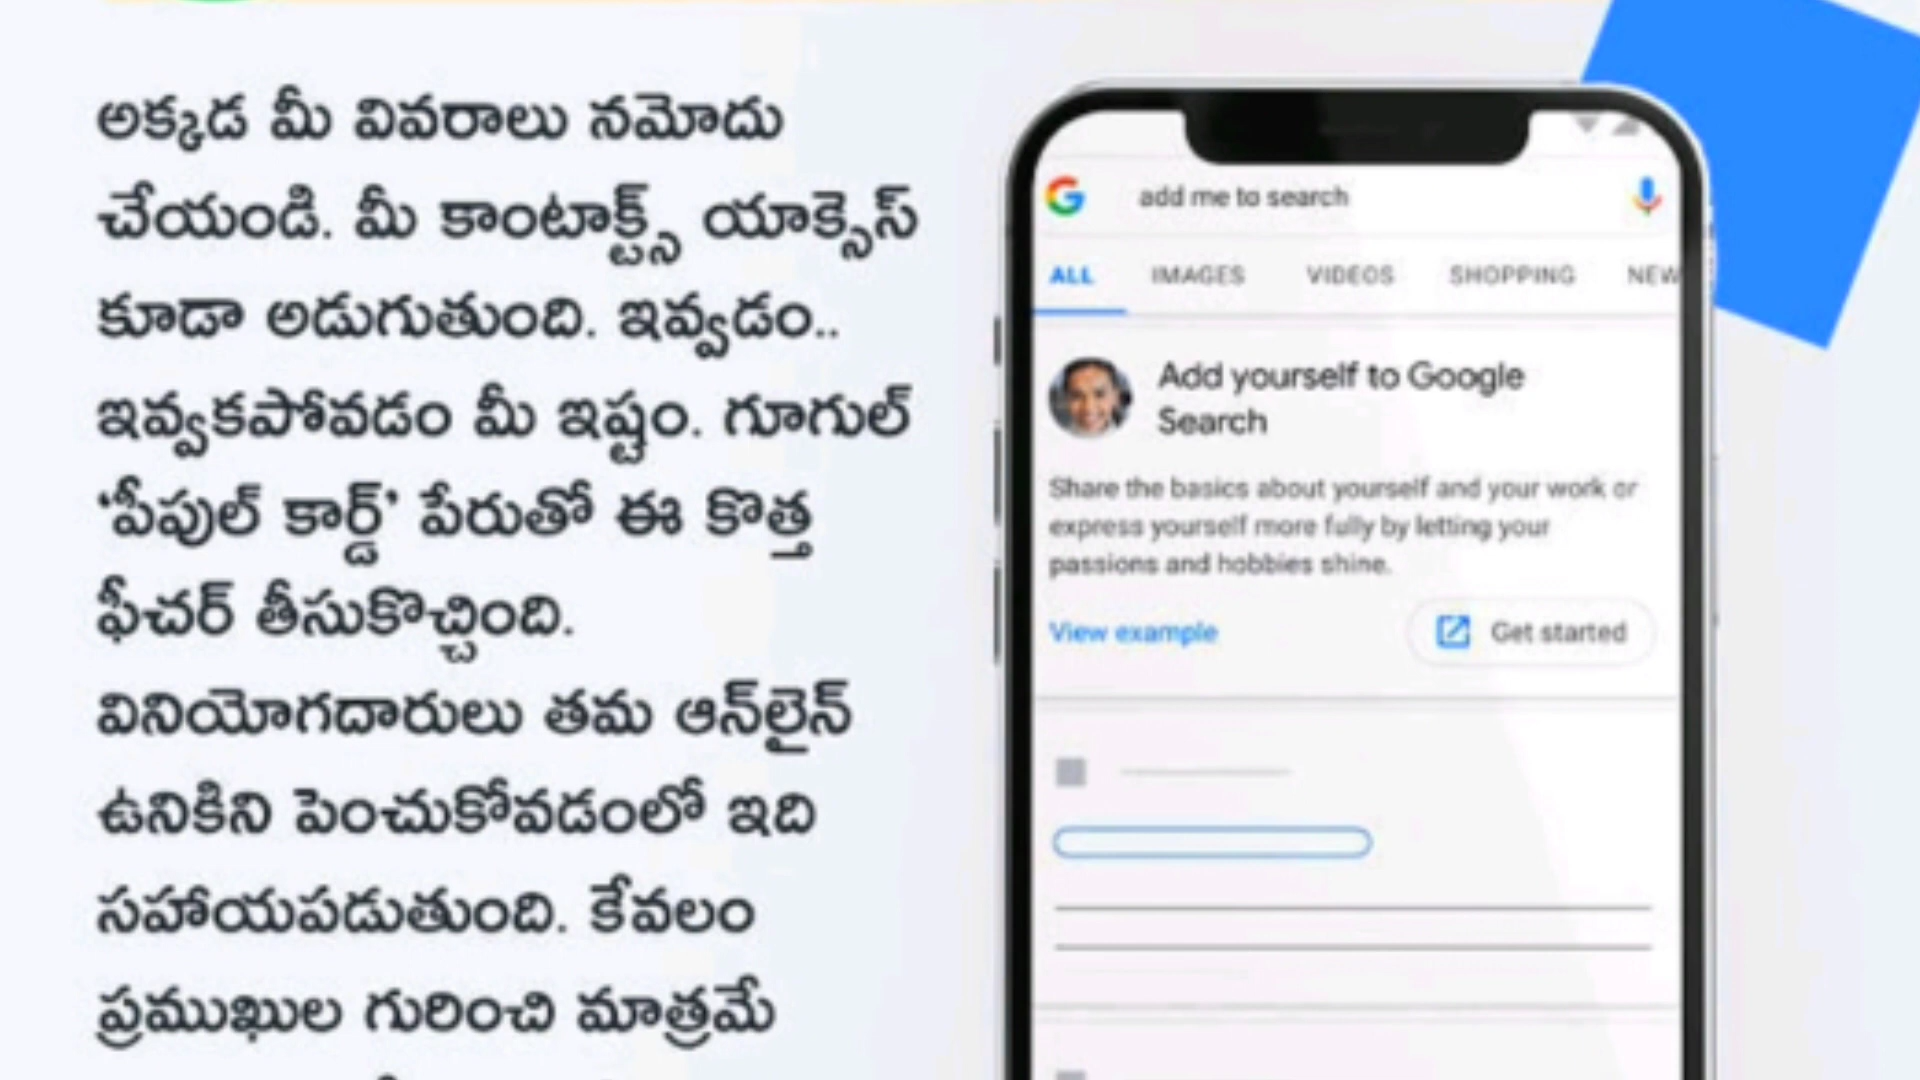 అక్కడ మీ వివరాలు నమోదు
చేయండి. మీ కాంటాక్ట్స్ యాక్సెస్
కూడా అడుగుతుంది. ఇవ్వడం..
ఇవ్వకపోవడం మీ ఇష్టం. గూగుల్
‘పీపుల్ కార్డ్’ పేరుతో ఈ కొత్త
ఫీచర్ తీసుకొచ్చింది.
వినియోగదారులు తమ ఆన్‌లైన్
ఉనికిని పెంచుకోవడంలో ఇది
సహాయపడుతుంది. కేవలం
ప్రముఖుల గురించి మాత్రమే
add me to search
ALL IMAGES VIDEOS SHOPPING NEW
Add yourself to Google
Search
Share the basics about yourself and your work or
express yourself more fully by letting your
passions and hobbies shine.
View example Get started